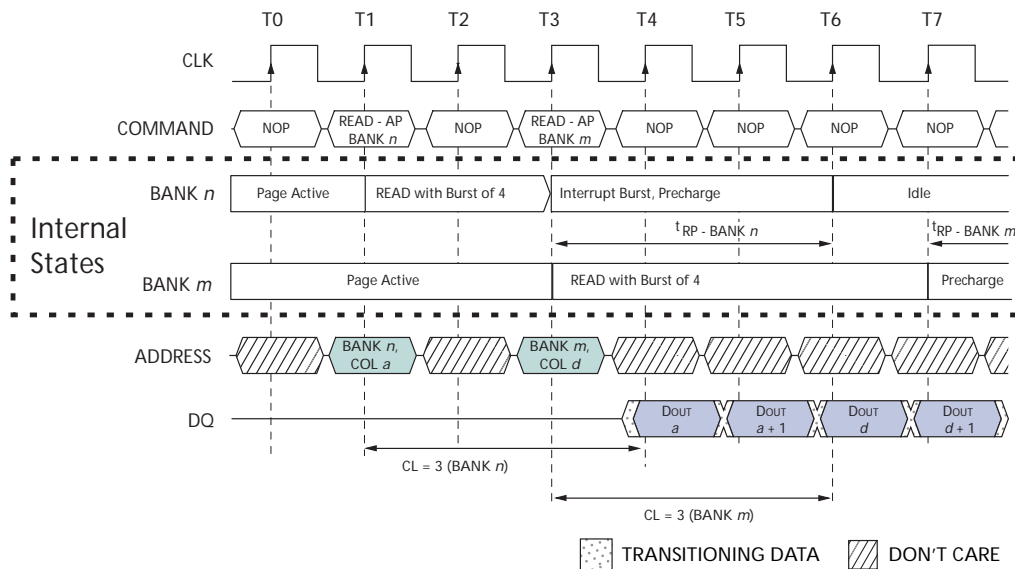 T0 T1 T2 T3 T4 T5 T6 T7
CLK
COMMAND NOP READ - AP NOP READ - AP NOP NOP NOP NOP
BANK n BANK m
BANK n Page Active READ with Burst of 4 Interrupt Burst, Precharge Idle
Internal
States
tRP - BANK n tRP - BANK m
BANK m Page Active READ with Burst of 4 Precharge
ADDRESS BANK n, BANK m,
COL a COL d
DQ DOUT DOUT DOUT DOUT
a a + 1 d d + 1
CL = 3 (BANK n)
CL = 3 (BANK m)
TRANSITIONING DATA DON'T CARE